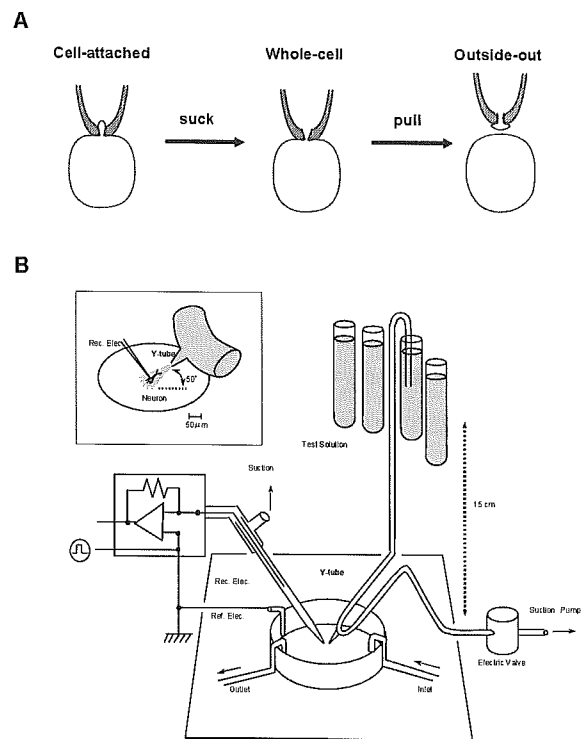 A
Cell-attached
Whole-cell
Outside-out
suck
pull
B
Rec. Elec.
Y-tube
50°
Neuron
50μm
Test Solution
Suction
15 cm
Rec. Elec.
Y-tube
Suction Pump
Ref. Elec.
Electric Valve
Outlet
Inlet